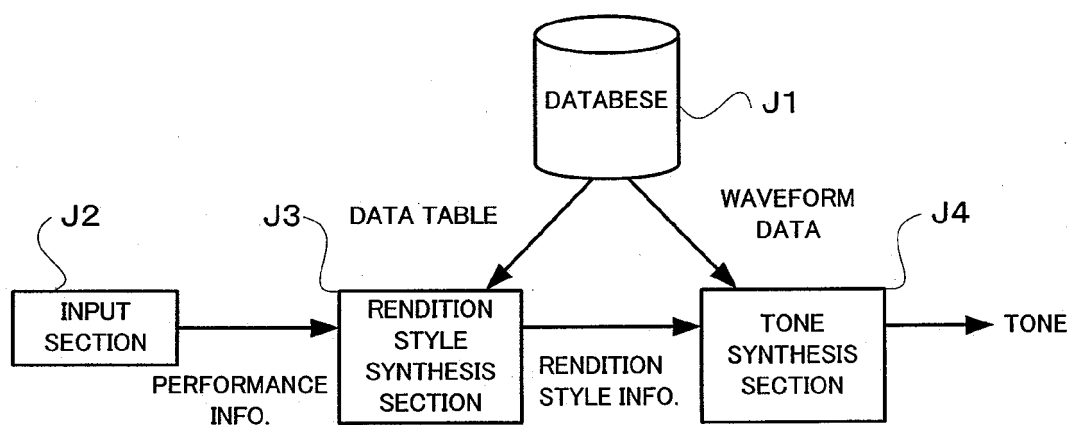 DATABESE
J1
J2
J3
DATA TABLE
WAVEFORM
DATA
J4
INPUT
SECTION
RENDITION
STYLE
SYNTHESIS
SECTION
TONE
SYNTHESIS
SECTION
TONE
PERFORMANCE
INFO.
RENDITION
STYLE INFO.